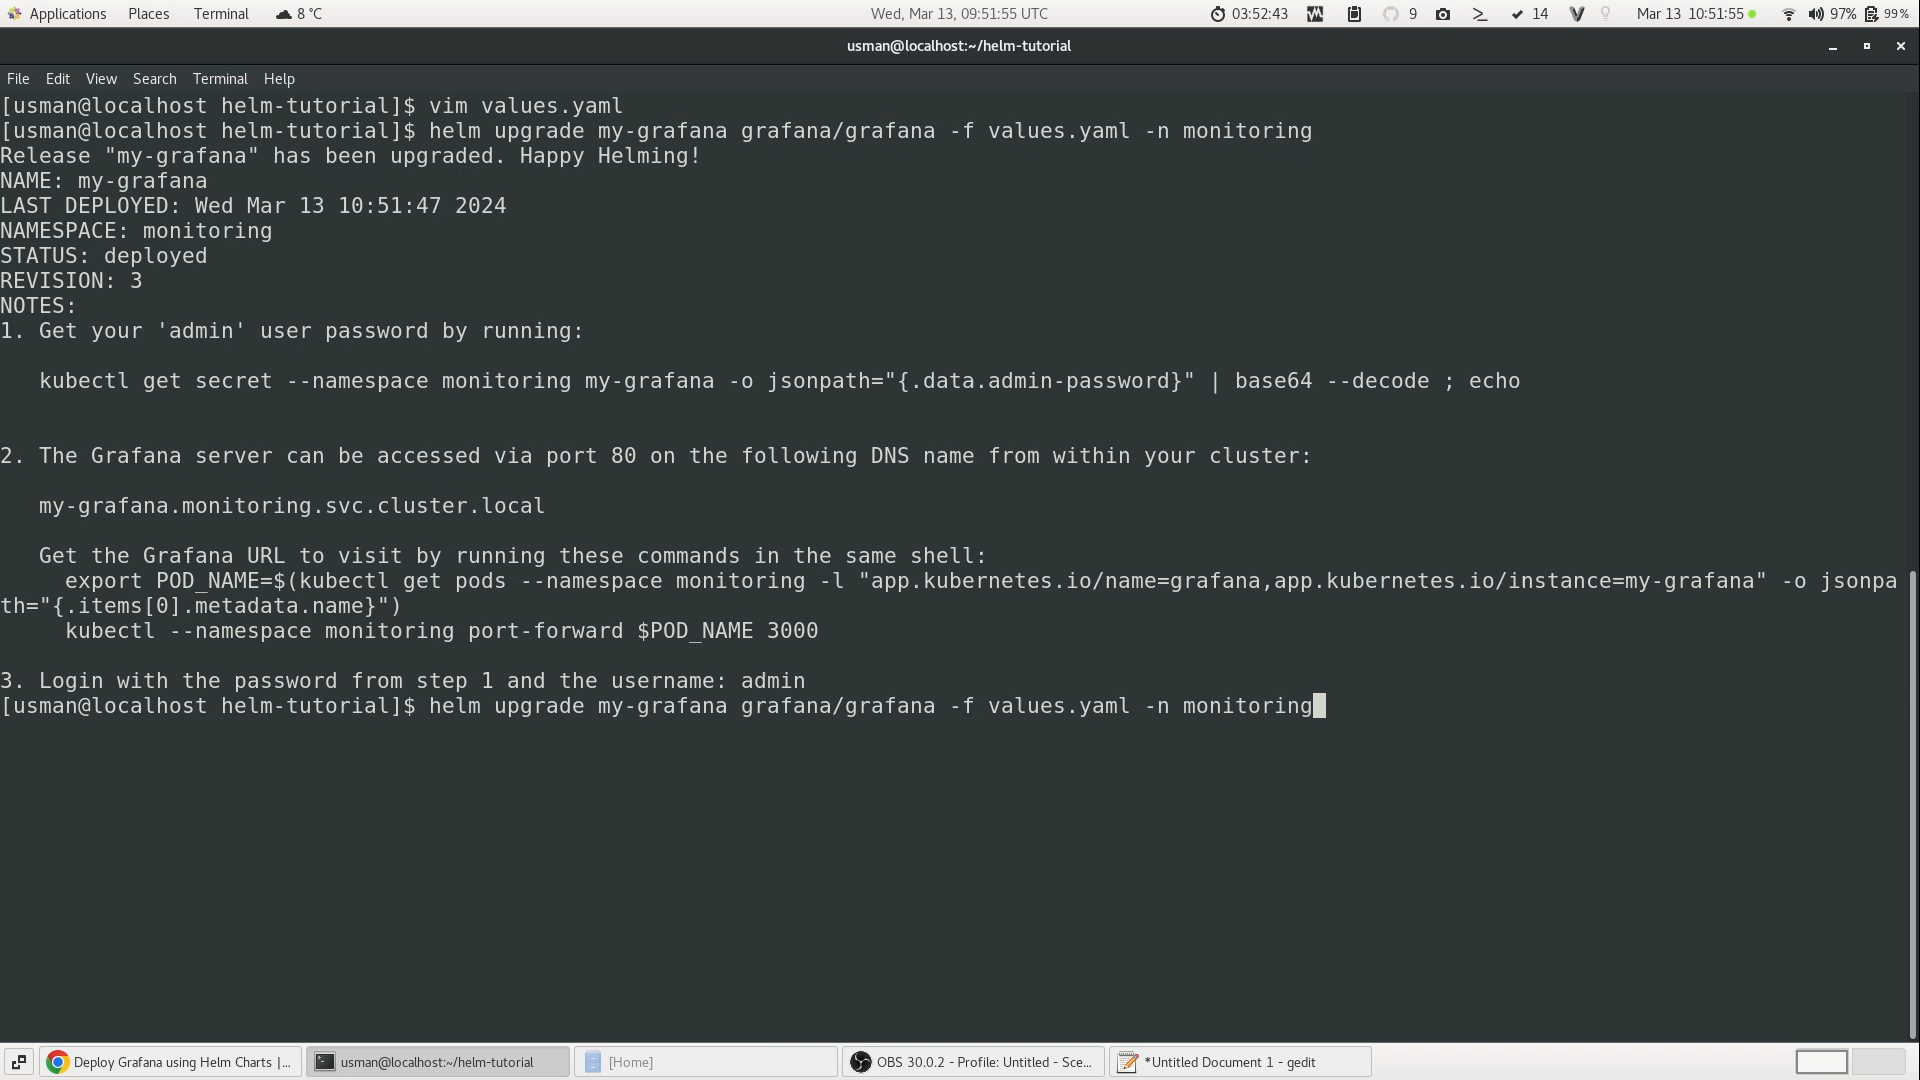 Applications Places Terminal 8 °C Wed, Mar 13, 09:51:55 UTC 03:52:43 9 14 Mar 13 10:51:55 97% 99%
usman@localhost:~/helm-tutorial
File Edit View Search Terminal Help
[usman@localhost helm-tutorial]$ vim values.yaml
[usman@localhost helm-tutorial]$ helm upgrade my-grafana grafana/grafana -f values.yaml -n monitoring
Release "my-grafana" has been upgraded. Happy Helming!
NAME: my-grafana
LAST DEPLOYED: Wed Mar 13 10:51:47 2024
NAMESPACE: monitoring
STATUS: deployed
REVISION: 3
NOTES:
1. Get your 'admin' user password by running:
kubectl get secret --namespace monitoring my-grafana -o jsonpath="{.data.admin-password}" | base64 --decode ; echo
2. The Grafana server can be accessed via port 80 on the following DNS name from within your cluster:
my-grafana.monitoring.svc.cluster.local
Get the Grafana URL to visit by running these commands in the same shell:
export POD_NAME=$(kubectl get pods --namespace monitoring -l "app.kubernetes.io/name=grafana,app.kubernetes.io/instance=my-grafana" -o jsonpa
th="{.items[0].metadata.name}")
kubectl --namespace monitoring port-forward $POD_NAME 3000
3. Login with the password from step 1 and the username: admin
[usman@localhost helm-tutorial]$ helm upgrade my-grafana grafana/grafana -f values.yaml -n monitoring
Deploy Grafana using Helm Charts |... usman@localhost:~/helm-tutorial [Home] OBS 30.0.2 - Profile: Untitled - Sce... *Untitled Document 1 - gedit